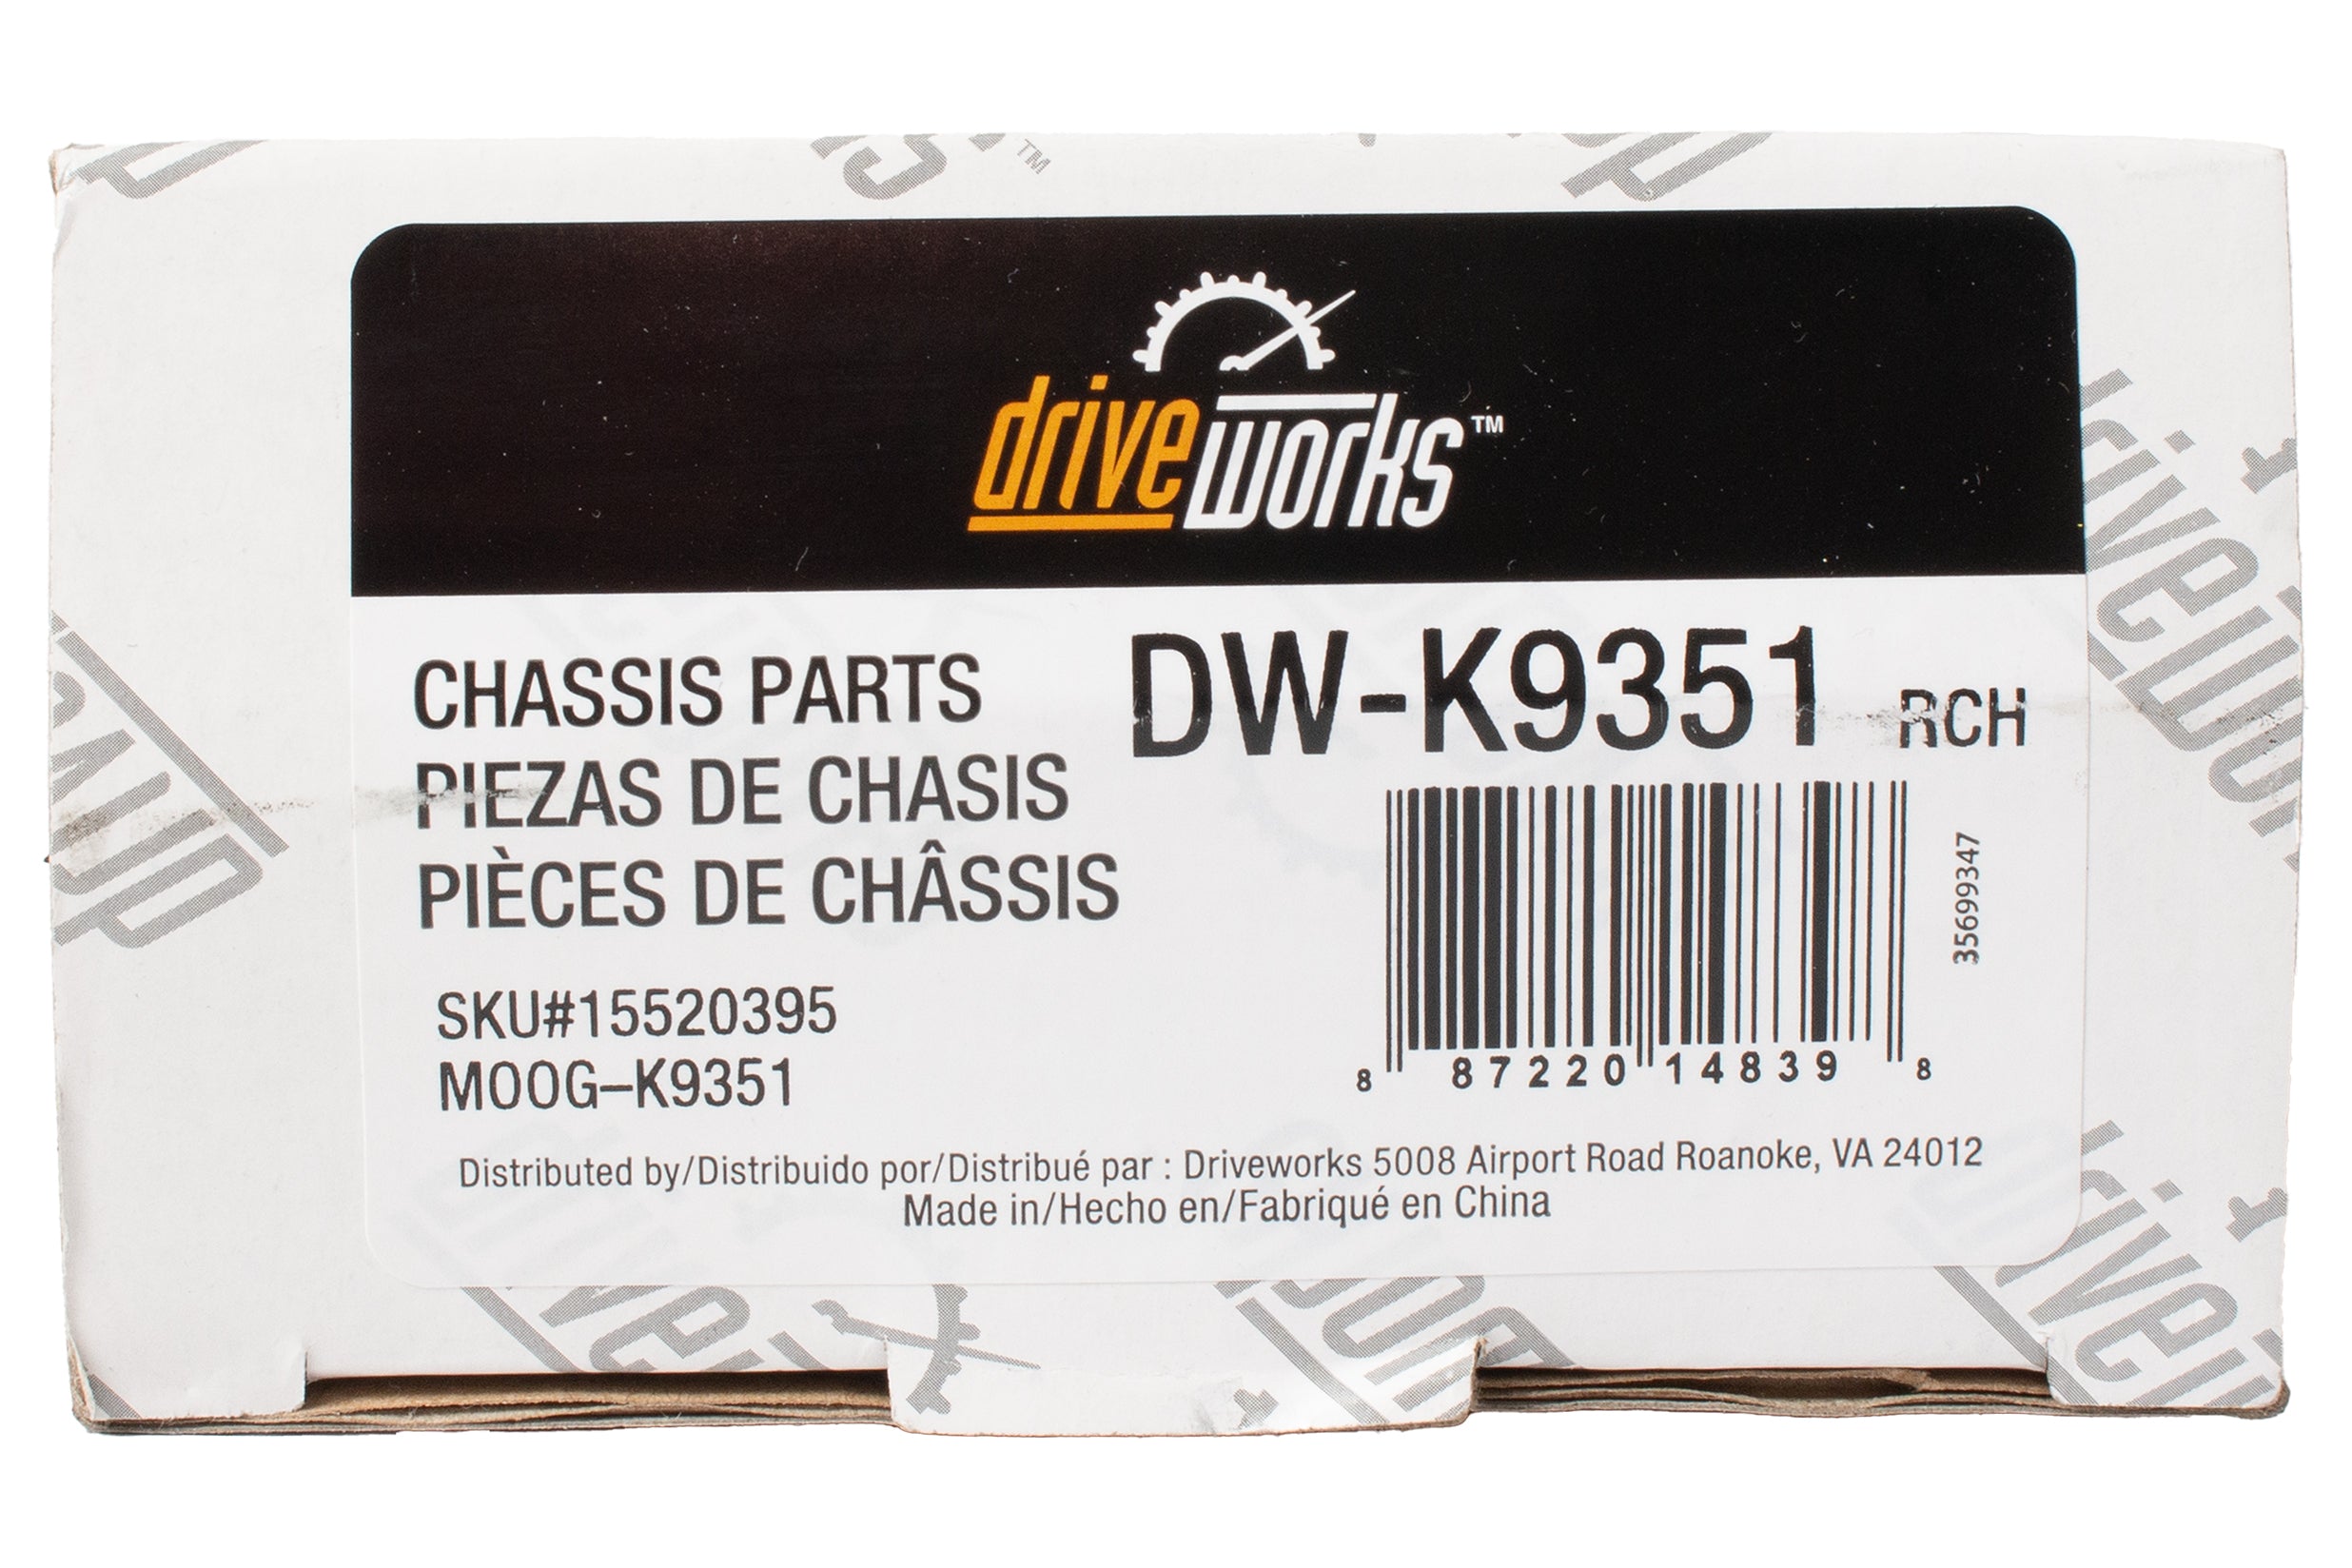 driveworks™
DW-K9351 RCH
CHASSIS PARTS
PIEZAS DE CHASIS
PIÈCES DE CHÂSSIS
SKU#15520395
MOOG–K9351
8 87220 14839 8
35699347
Distributed by/Distribuido por/Distribué par : Driveworks 5008 Airport Road Roanoke, VA 24012
Made in/Hecho en/Fabriqué en China